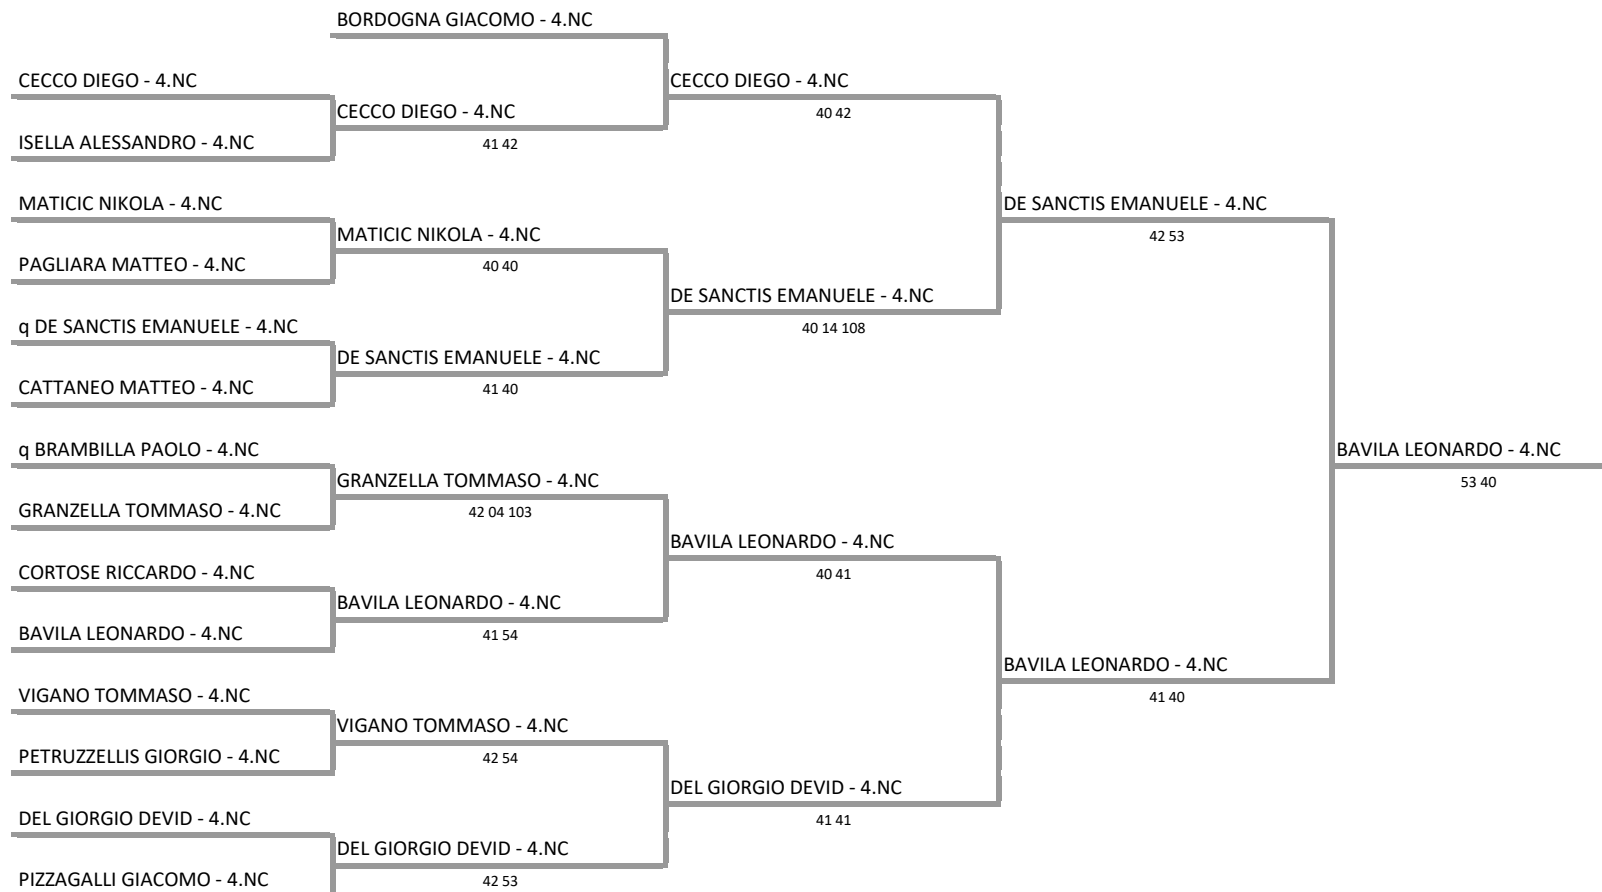 BORDOGNA GIACOMO - 4.NC
CECCO DIEGO - 4.NC
CECCO DIEGO - 4.NC
CECCO DIEGO - 4.NC
40 42
ISELLA ALESSANDRO - 4.NC
41 42
MATICIC NIKOLA - 4.NC
DE SANCTIS EMANUELE - 4.NC
MATICIC NIKOLA - 4.NC
42 53
PAGLIARA MATTEO - 4.NC
40 40
DE SANCTIS EMANUELE - 4.NC
q DE SANCTIS EMANUELE - 4.NC
40 14 108
DE SANCTIS EMANUELE - 4.NC
CATTANEO MATTEO - 4.NC
41 40
q BRAMBILLA PAOLO - 4.NC
BAVILA LEONARDO - 4.NC
GRANZELLA TOMMASO - 4.NC
53 40
GRANZELLA TOMMASO - 4.NC
42 04 103
BAVILA LEONARDO - 4.NC
CORTOSE RICCARDO - 4.NC
40 41
BAVILA LEONARDO - 4.NC
BAVILA LEONARDO - 4.NC
41 54
BAVILA LEONARDO - 4.NC
VIGANO TOMMASO - 4.NC
41 40
VIGANO TOMMASO - 4.NC
PETRUZZELLIS GIORGIO - 4.NC
42 54
DEL GIORGIO DEVID - 4.NC
DEL GIORGIO DEVID - 4.NC
41 41
DEL GIORGIO DEVID - 4.NC
PIZZAGALLI GIACOMO - 4.NC
42 53